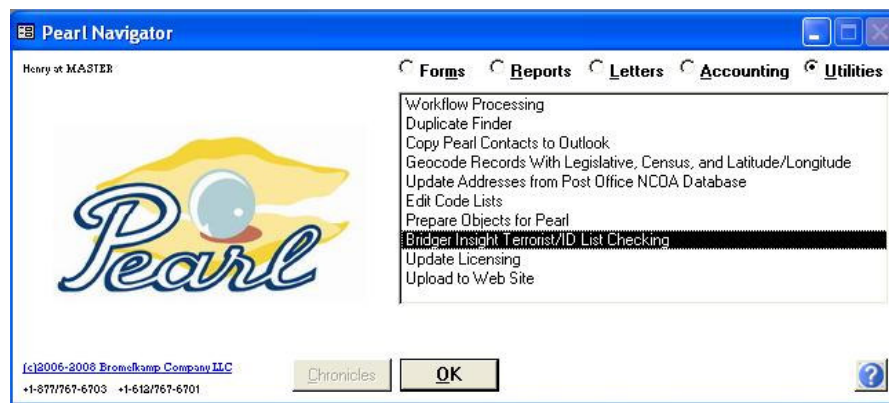 Pearl Navigator
Henry at MASTER
Forms Reports Letters Accounting Utilities
Workflow Processing
Duplicate Finder
Copy Pearl Contacts to Outlook
Geocode Records With Legislative, Census, and Latitude/Longitude
Update Addresses from Post Office NCOA Database
Edit Code Lists
Prepare Objects for Pearl
Bridger Insight Terrorist/ID List Checking
Update Licensing
Upload to Web Site
Pearl
(c)2006-2008 Bromelkamp Company LLC
+1-877/767-6703 +1-612/767-6701
Chronicles
OK
?